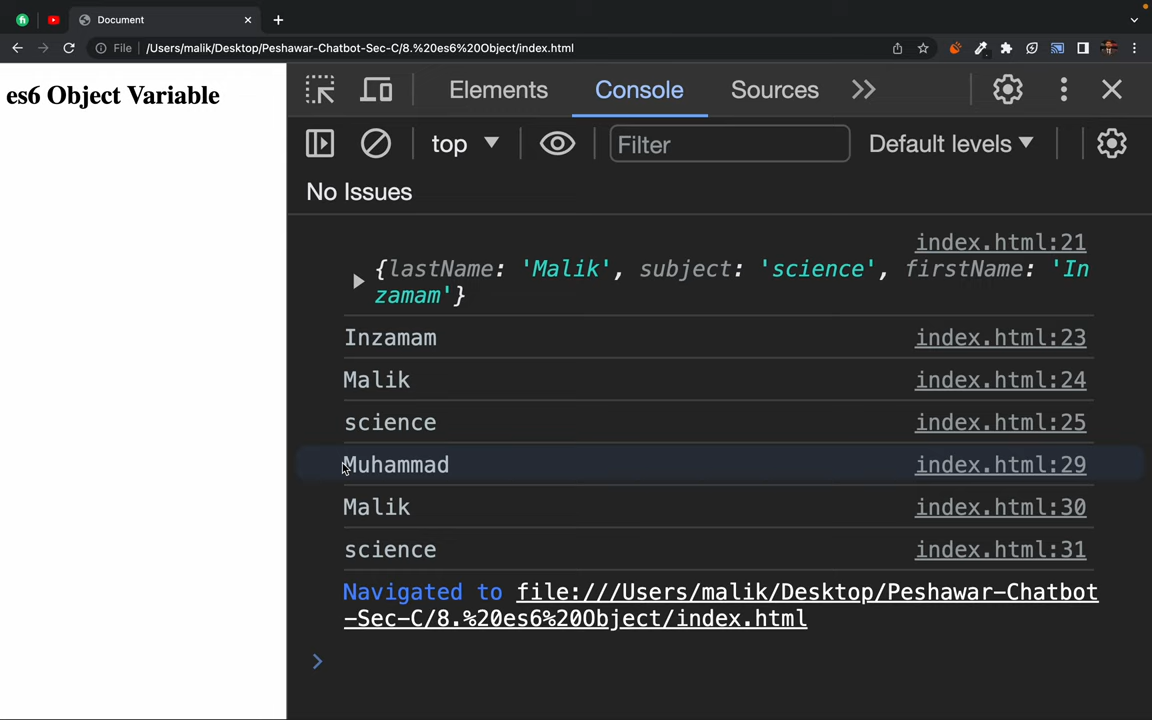 Document
File /Users/malik/Desktop/Peshawar-Chatbot-Sec-C/8.%20es6%20Object/index.html
es6 Object Variable
Elements Console Sources
top Filter Default levels
No Issues
index.html:21
{lastName: 'Malik', subject: 'science', firstName: 'In
zamam'}
Inzamam index.html:23
Malik index.html:24
science index.html:25
Muhammad index.html:29
Malik index.html:30
science index.html:31
Navigated to file:///Users/malik/Desktop/Peshawar-Chatbot
-Sec-C/8.%20es6%20Object/index.html